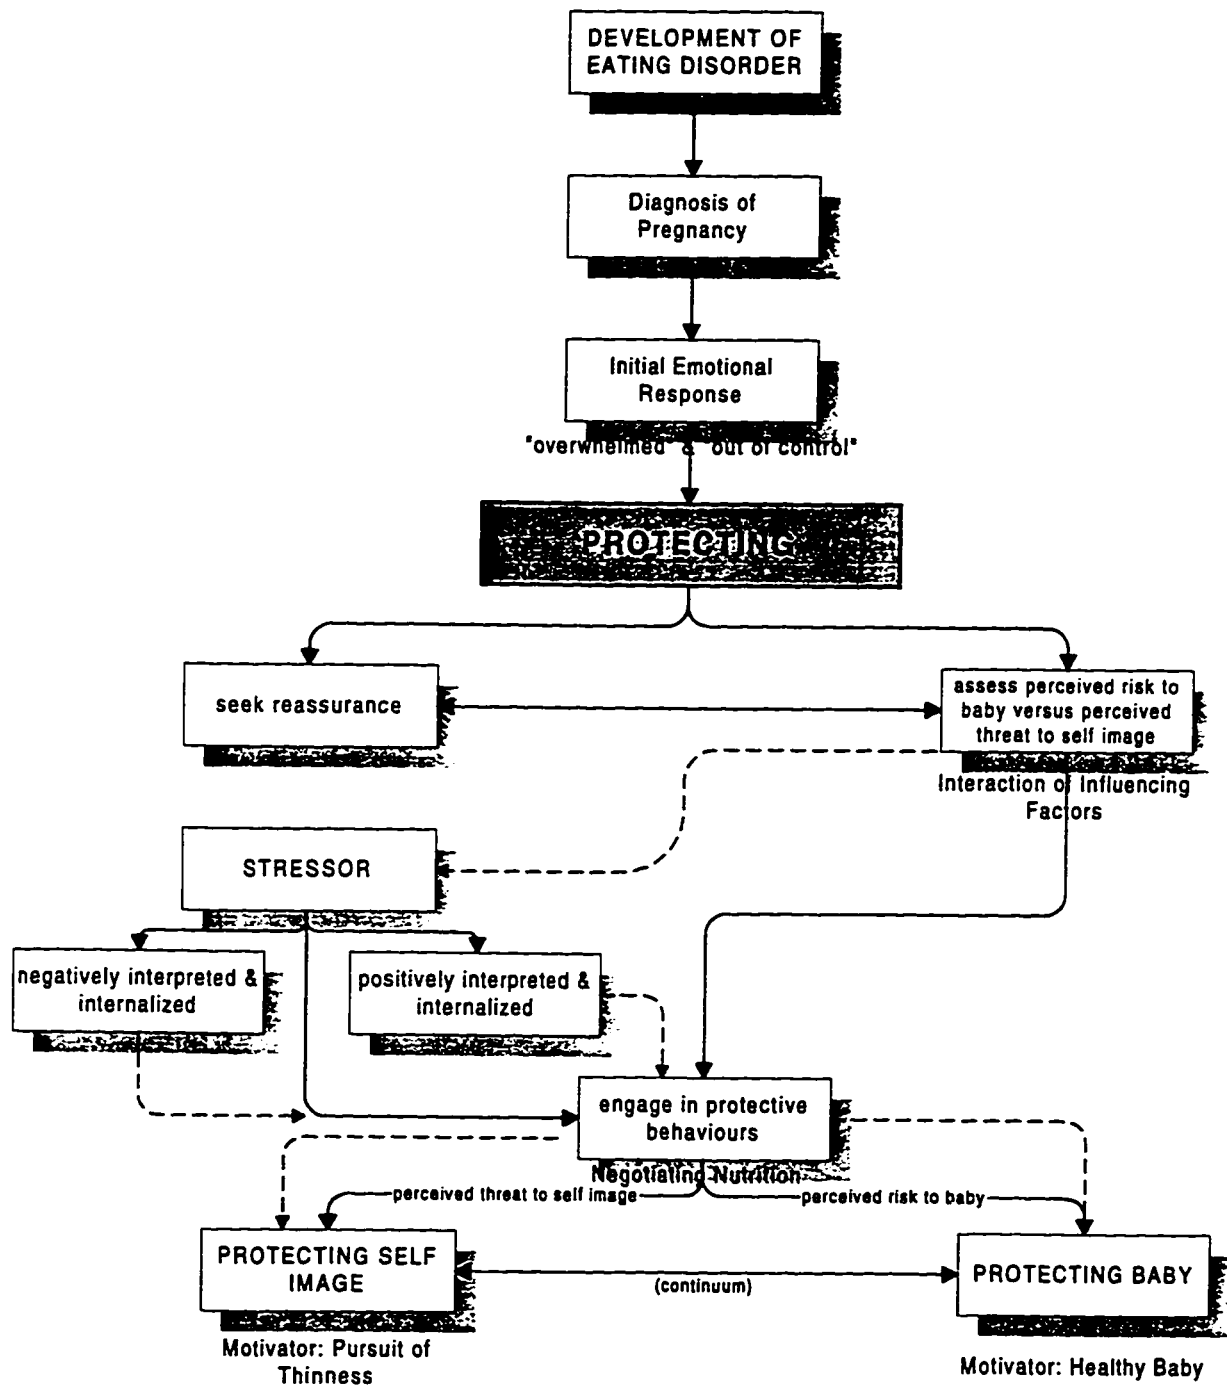 DEVELOPMENT OF
EATING DISORDER
Diagnosis of
Pregnancy
Initial Emotional
Response
"overwhelmed" & "out of control"
PROTECTING
seek reassurance
assess perceived risk to
baby versus perceived
threat to self image
Interaction of Influencing
Factors
STRESSOR
negatively interpreted &
internalized
positively interpreted &
internalized
engage in protective
behaviours
Negotiating Nutrition
perceived threat to self image
perceived risk to baby
PROTECTING SELF
IMAGE
(continuum)
PROTECTING BABY
Motivator: Pursuit of
Thinness
Motivator: Healthy Baby